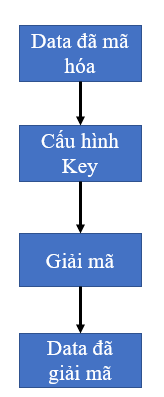 Data đã mã
hóa
Cấu hình
Key
Giải mã
Data đã
giải mã